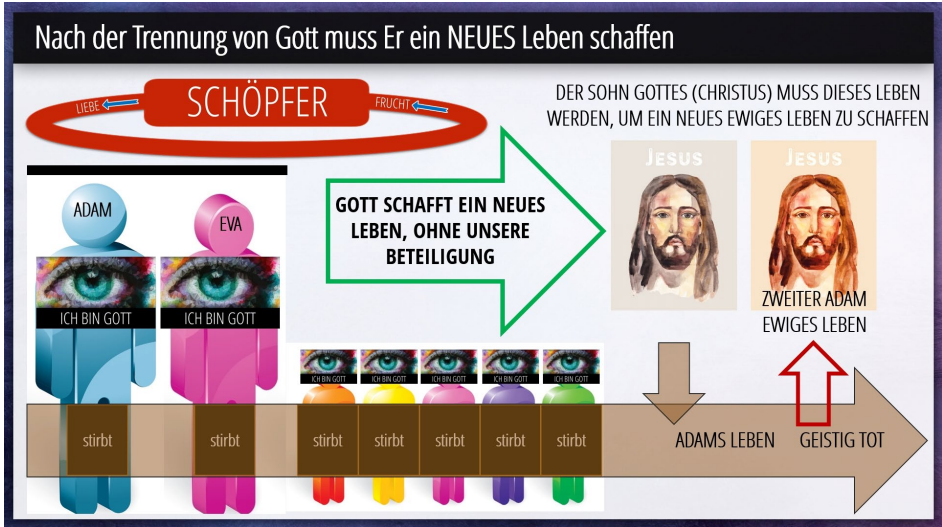 Nach der Trennung von Gott muss Er ein NEUES Leben schaffen
LIEBE
SCHÖPFER
FRUCHT
DER SOHN GOTTES (CHRISTUS) MUSS DIESES LEBEN
WERDEN, UM EIN NEUES EWIGES LEBEN ZU SCHAFFEN
ADAM
EVA
ICH BIN GOTT
ICH BIN GOTT
GOTT SCHAFFT EIN NEUES
LEBEN, OHNE UNSERE
BETEILIGUNG
JESUS
JESUS
ZWEITER ADAM
EWIGES LEBEN
ICH BIN GOTT
ICH BIN GOTT
ICH BIN GOTT
ICH BIN GOTT
ICH BIN GOTT
stirbt
stirbt
stirbt
stirbt
stirbt
stirbt
stirbt
ADAMS LEBEN
GEISTIG TOT